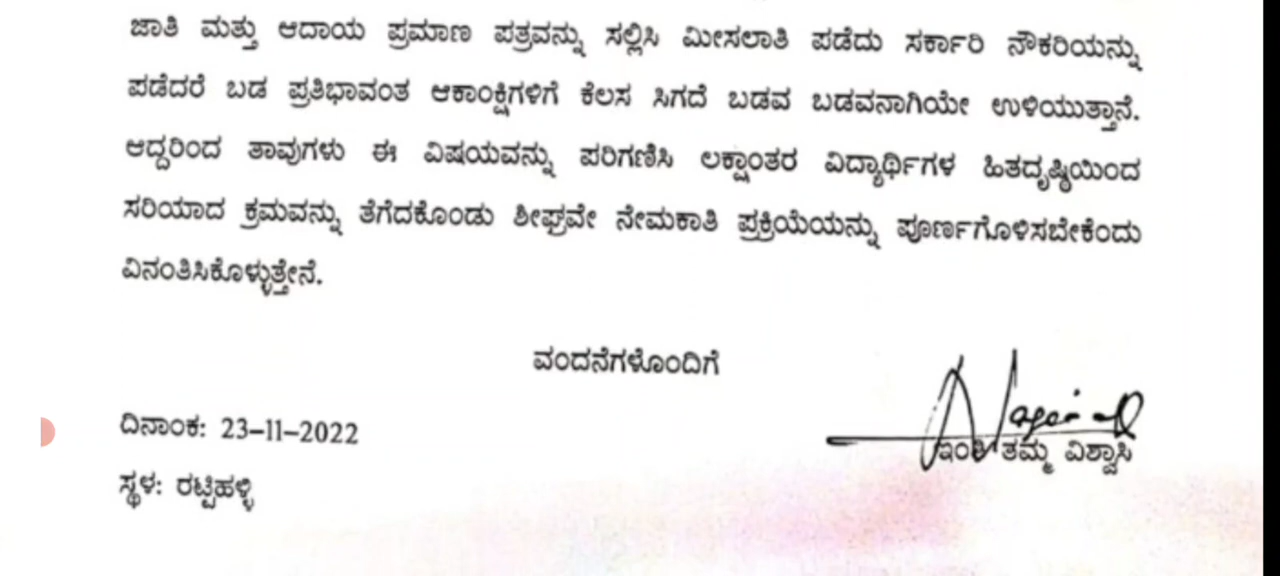 ಜಾತಿ ಮತ್ತು ಆದಾಯ ಪ್ರಮಾಣ ಪತ್ರವನ್ನು ಸಲ್ಲಿಸಿ ಮೀಸಲಾತಿ ಪಡೆದು ಸರ್ಕಾರಿ ನೌಕರಿಯನ್ನು
ಪಡೆದರೆ ಬಡ ಪ್ರತಿಭಾವಂತ ಆಕಾಂಕ್ಷಿಗಳಿಗೆ ಕೆಲಸ ಸಿಗದೆ ಬಡವ ಬಡವನಾಗಿಯೇ ಉಳಿಯುತ್ತಾನೆ.
ಆದ್ದರಿಂದ ತಾವುಗಳು ಈ ವಿಷಯವನ್ನು ಪರಿಗಣಿಸಿ ಲಕ್ಷಾಂತರ ವಿದ್ಯಾರ್ಥಿಗಳ ಹಿತದೃಷ್ಠಿಯಿಂದ
ಸರಿಯಾದ ಕ್ರಮವನ್ನು ತೆಗೆದಕೊಂಡು ಶೀಘ್ರವೇ ನೇಮಕಾತಿ ಪ್ರಕ್ರಿಯೆಯನ್ನು ಪೂರ್ಣಗೊಳಿಸಬೇಕೆಂದು
ವಿನಂತಿಸಿಕೊಳ್ಳುತ್ತೇನೆ.
ವಂದನೆಗಳೊಂದಿಗೆ
ದಿನಾಂಕ: 23-11-2022
ಇಂತಿ ತಮ್ಮ ವಿಶ್ವಾಸಿ
ಸ್ಥಳ: ರಟ್ಟಿಹಳ್ಳಿ